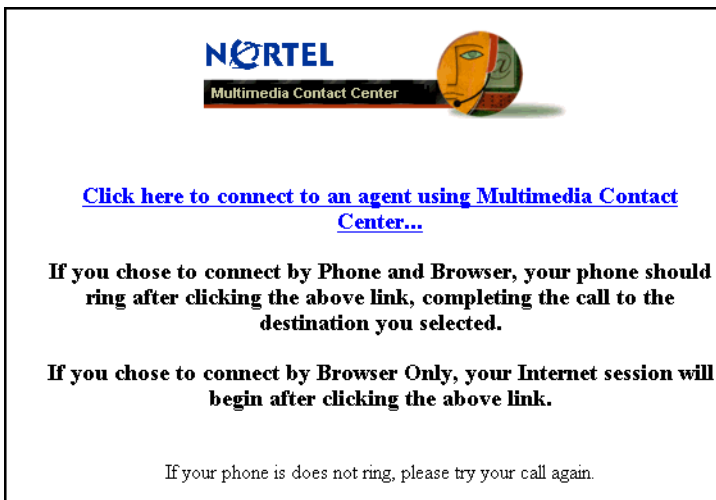 NORTEL
Multimedia Contact Center
Click here to connect to an agent using Multimedia Contact
Center...
If you chose to connect by Phone and Browser, your phone should
ring after clicking the above link, completing the call to the
destination you selected.
If you chose to connect by Browser Only, your Internet session will
begin after clicking the above link.
If your phone is does not ring, please try your call again.